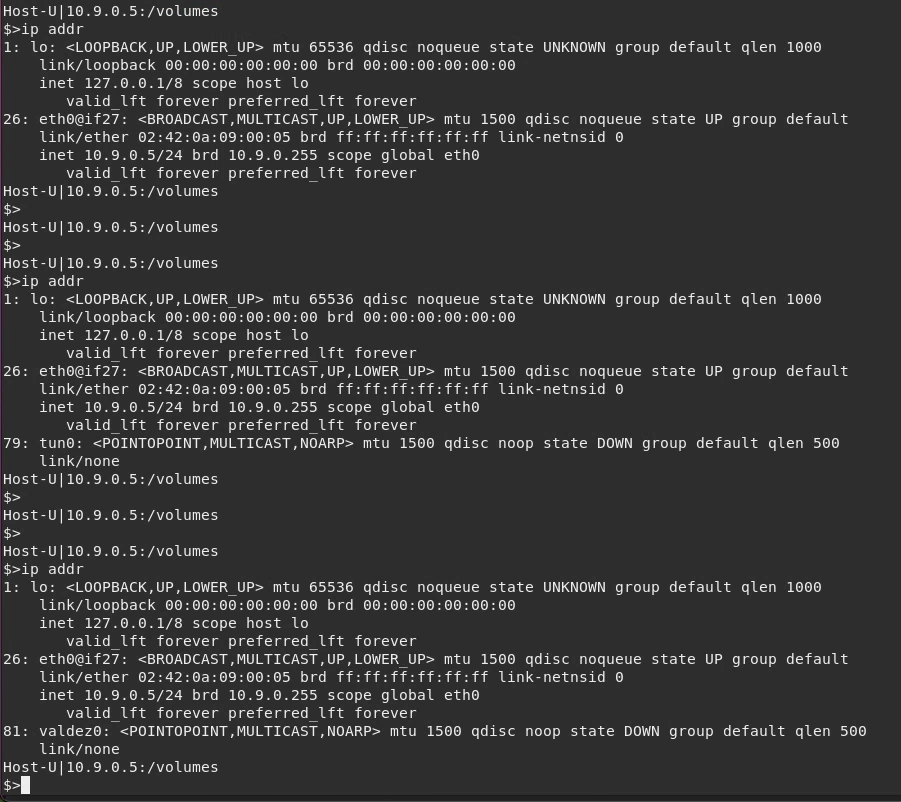 Host-U|10.9.0.5:/volumes
$>ip addr
1: lo: <LOOPBACK,UP,LOWER_UP> mtu 65536 qdisc noqueue state UNKNOWN group default qlen 1000
    link/loopback 00:00:00:00:00:00 brd 00:00:00:00:00:00
    inet 127.0.0.1/8 scope host lo
       valid_lft forever preferred_lft forever
26: eth0@if27: <BROADCAST,MULTICAST,UP,LOWER_UP> mtu 1500 qdisc noqueue state UP group default
    link/ether 02:42:0a:09:00:05 brd ff:ff:ff:ff:ff:ff link-netnsid 0
    inet 10.9.0.5/24 brd 10.9.0.255 scope global eth0
       valid_lft forever preferred_lft forever
Host-U|10.9.0.5:/volumes
$>
Host-U|10.9.0.5:/volumes
$>
Host-U|10.9.0.5:/volumes
$>ip addr
1: lo: <LOOPBACK,UP,LOWER_UP> mtu 65536 qdisc noqueue state UNKNOWN group default qlen 1000
    link/loopback 00:00:00:00:00:00 brd 00:00:00:00:00:00
    inet 127.0.0.1/8 scope host lo
       valid_lft forever preferred_lft forever
26: eth0@if27: <BROADCAST,MULTICAST,UP,LOWER_UP> mtu 1500 qdisc noqueue state UP group default
    link/ether 02:42:0a:09:00:05 brd ff:ff:ff:ff:ff:ff link-netnsid 0
    inet 10.9.0.5/24 brd 10.9.0.255 scope global eth0
       valid_lft forever preferred_lft forever
79: tun0: <POINTOPOINT,MULTICAST,NOARP> mtu 1500 qdisc noop state DOWN group default qlen 500
    link/none
Host-U|10.9.0.5:/volumes
$>
Host-U|10.9.0.5:/volumes
$>
Host-U|10.9.0.5:/volumes
$>ip addr
1: lo: <LOOPBACK,UP,LOWER_UP> mtu 65536 qdisc noqueue state UNKNOWN group default qlen 1000
    link/loopback 00:00:00:00:00:00 brd 00:00:00:00:00:00
    inet 127.0.0.1/8 scope host lo
       valid_lft forever preferred_lft forever
26: eth0@if27: <BROADCAST,MULTICAST,UP,LOWER_UP> mtu 1500 qdisc noqueue state UP group default
    link/ether 02:42:0a:09:00:05 brd ff:ff:ff:ff:ff:ff link-netnsid 0
    inet 10.9.0.5/24 brd 10.9.0.255 scope global eth0
       valid_lft forever preferred_lft forever
81: valdez0: <POINTOPOINT,MULTICAST,NOARP> mtu 1500 qdisc noop state DOWN group default qlen 500
    link/none
Host-U|10.9.0.5:/volumes
$>